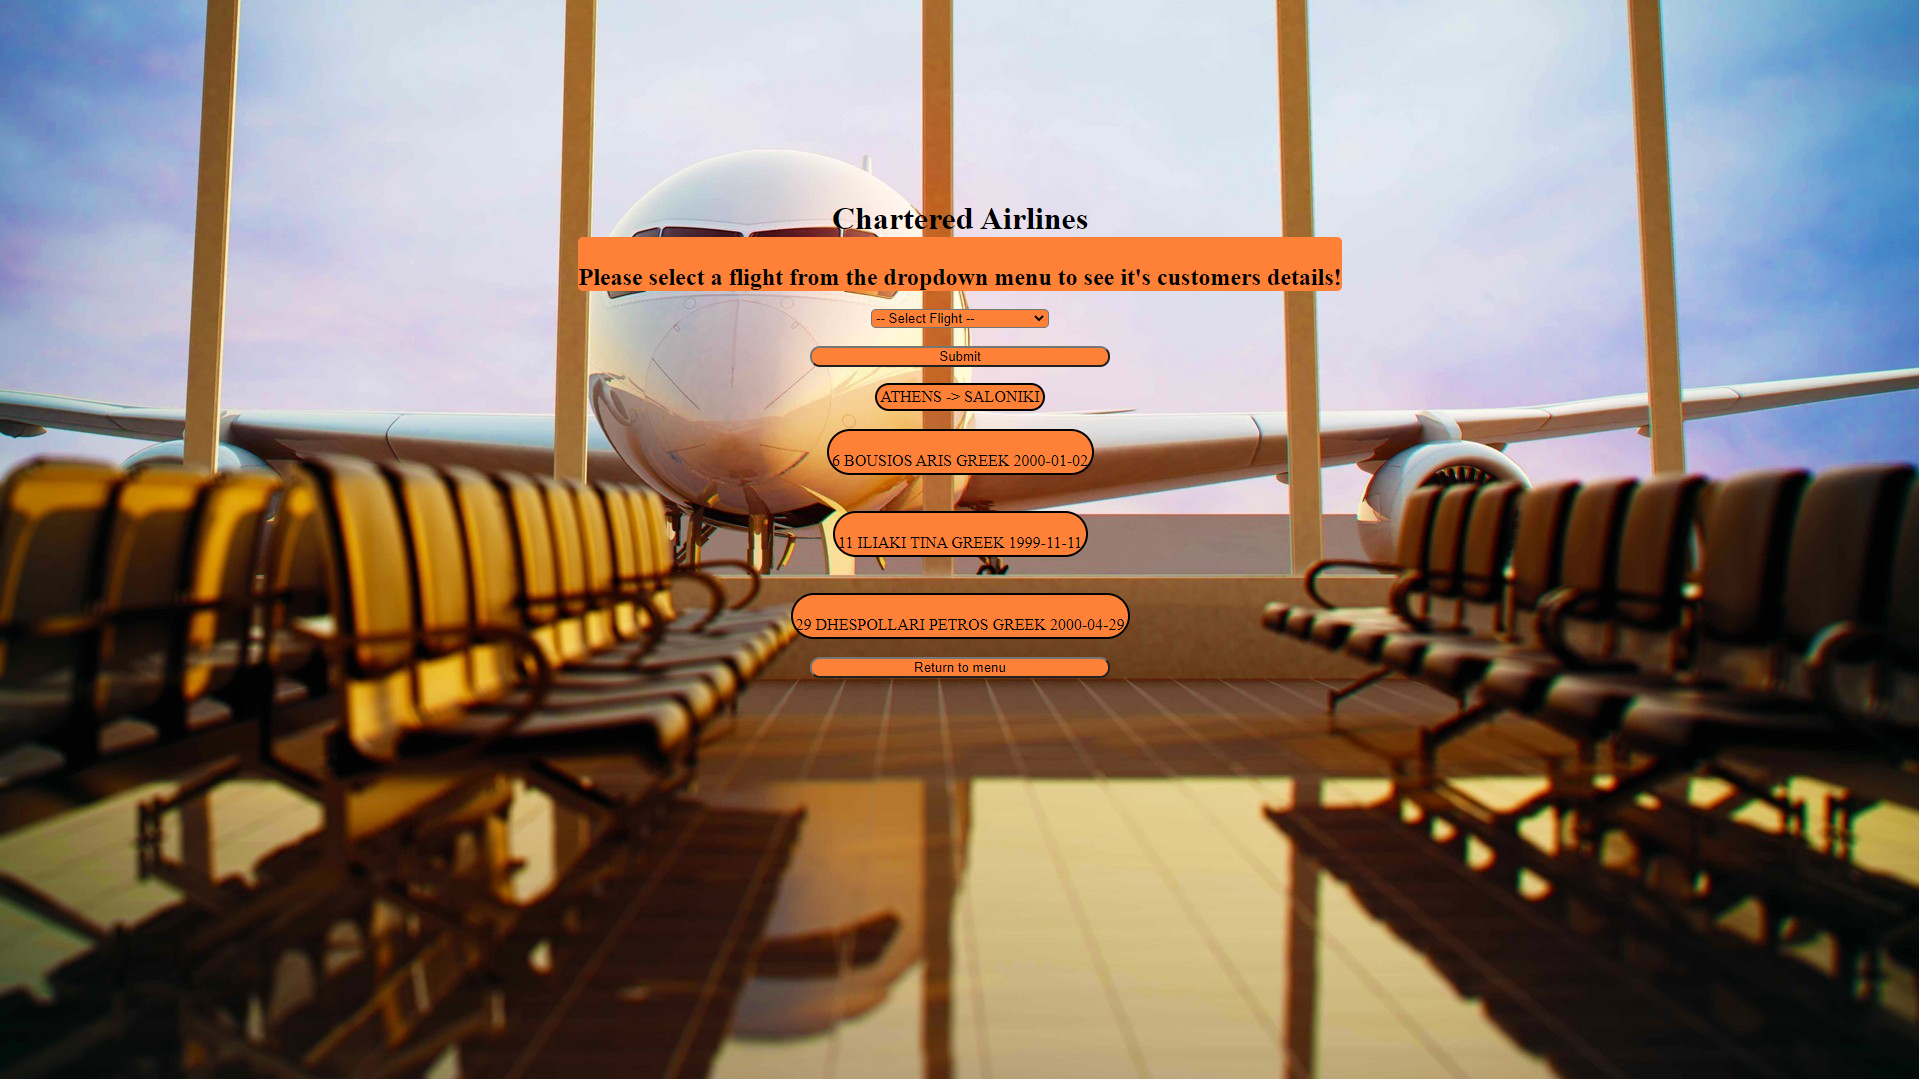 Chartered Airlines
Please select a flight from the dropdown menu to see it's customers details!
-- Select Flight --
Submit
ATHENS -> SALONIKI
6 BOUSIOS ARIS GREEK 2000-01-02
11 ILIAKI TINA GREEK 1999-11-11
29 DHESPOLLARI PETROS GREEK 2000-04-29
Return to menu